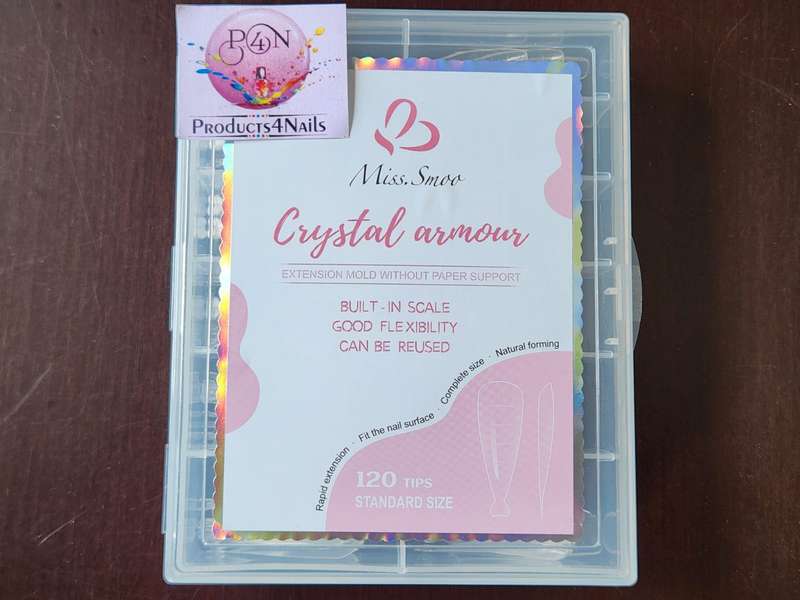 P4N
Products4Nails
Miss.Smoo
Crystal armour
EXTENSION MOLD WITHOUT PAPER SUPPORT
BUILT-IN SCALE
GOOD FLEXIBILITY
CAN BE REUSED
Rapid extension · Fit the nail surface · Complete size · Natural forming
120 TIPS
STANDARD SIZE